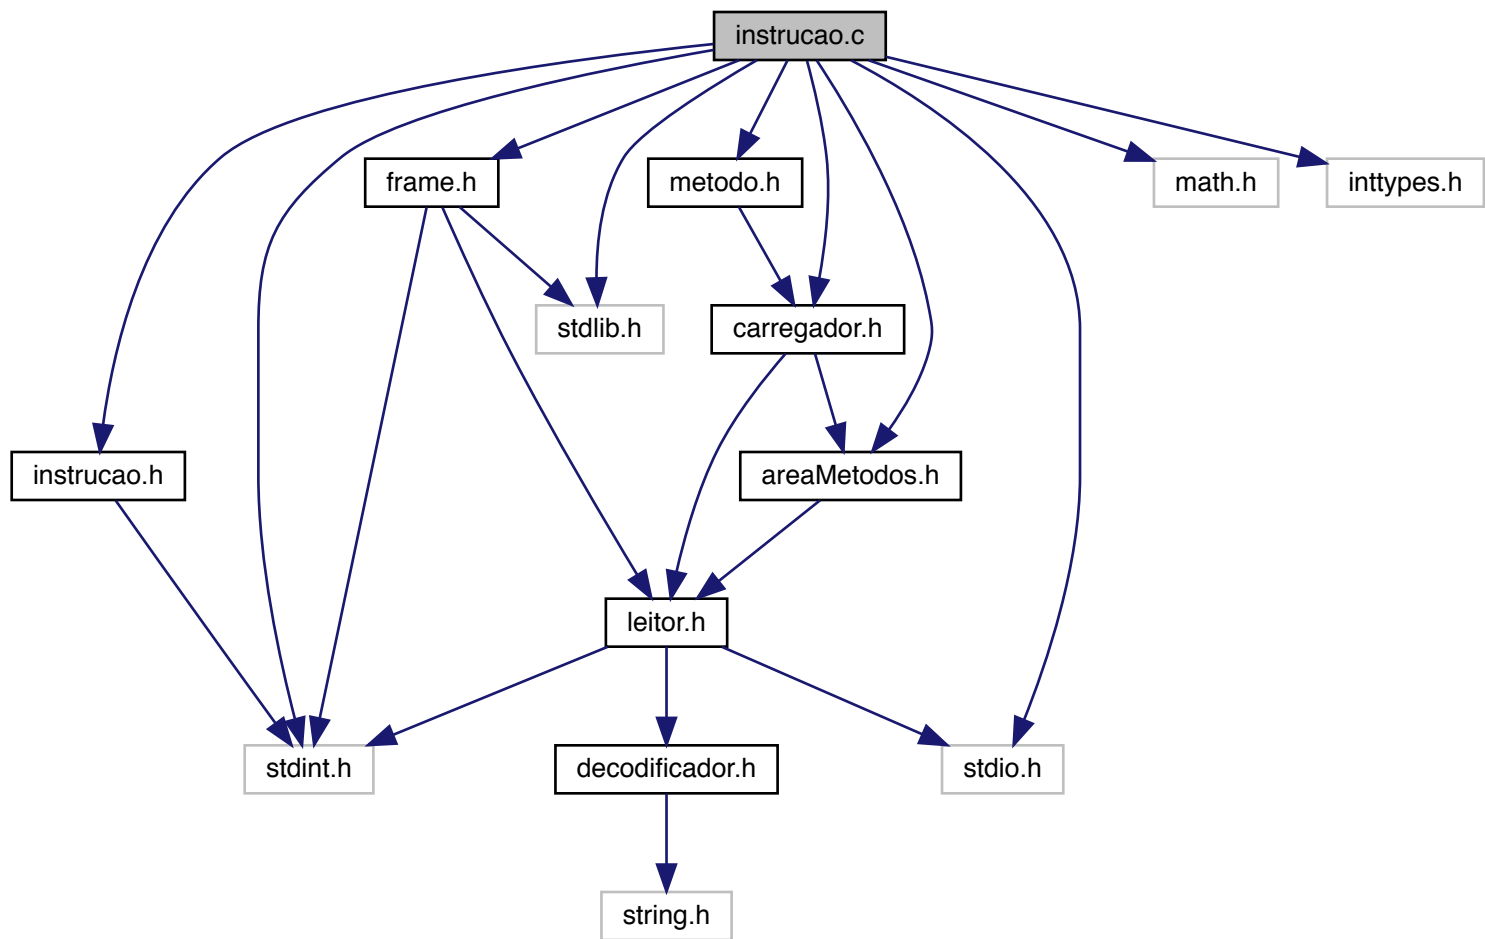 instrucao.c
frame.h
metodo.h
math.h
inttypes.h
stdlib.h
carregador.h
instrucao.h
areaMetodos.h
leitor.h
stdint.h
decodificador.h
stdio.h
string.h